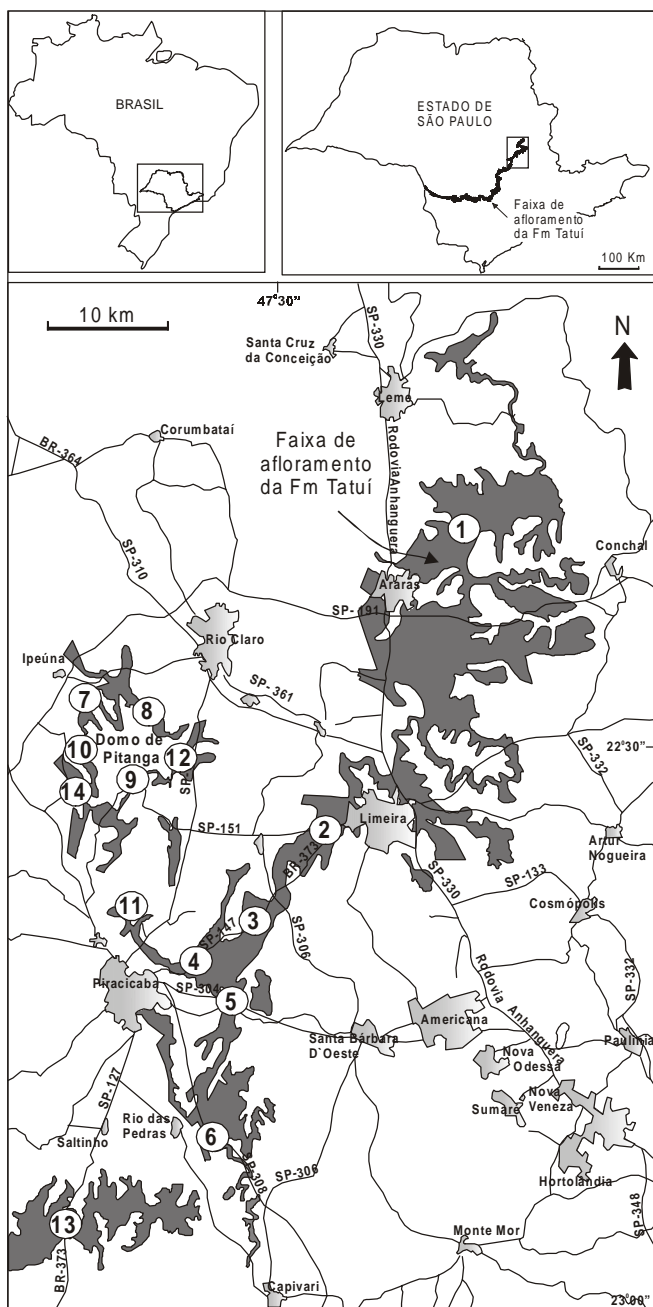 BRASIL
ESTADO DE
SÃO PAULO
Faixa de
afloramento
da Fm Tatuí
100 Km
47°30”
10 km
N
SP-330
Santa Cruz
da Conceição
Leme
Corumbataí
BR-364
Faixa de
afloramento
da Fm Tatuí
Rodovia Anhanguera
1
Conchal
SP-310
Araras
SP-191
Rio Claro
Ipeúna
SP-361
7
8
Domo de
Pitanga
10
12
SP-
9
14
22°30”
SP-332
SP-151
2
Limeira
BR-373
Artur
Nogueira
SP-330
SP-133
11
Cosmópolis
3
SP-147
SP-306
4
SP-332
Piracicaba
SP-304
5
Rodovia Anhanguera
Americana
Santa Bárbara
D`Oeste
Paulínia
Nova
Odessa
SP-127
Nova
Veneza
Sumaré
Rio das
Pedras
Saltinho
6
Hortolândia
SP-308
SP-306
SP-348
13
Monte Mor
BR-373
Capivari
23°00”